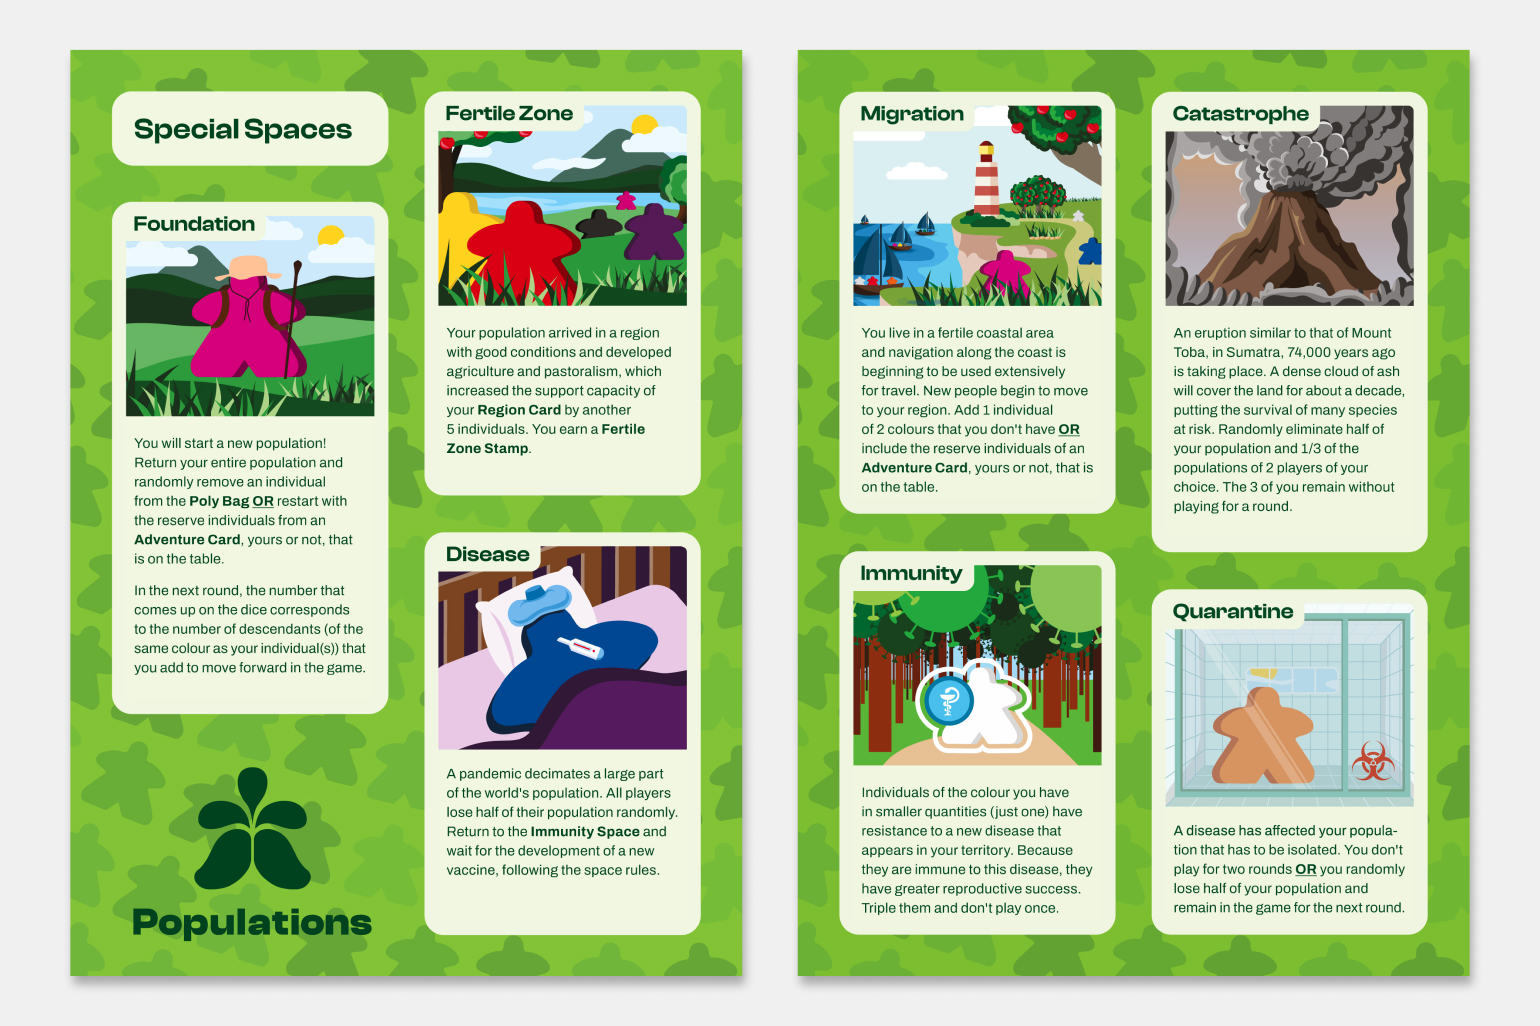 Special Spaces
Foundation
You will start a new population!
Return your entire population and
randomly remove an individual
from the Poly Bag OR restart with
the reserve individuals from an
Adventure Card, yours or not, that
is on the table.
In the next round, the number that
comes up on the dice corresponds
to the number of descendants (of the
same colour as your individual(s)) that
you add to move forward in the game.
Populations
Fertile Zone
Your population arrived in a region
with good conditions and developed
agriculture and pastoralism, which
increased the support capacity of
your Region Card by another
5 individuals. You earn a Fertile
Zone Stamp.
Disease
A pandemic decimates a large part
of the world's population. All players
lose half of their population randomly.
Return to the Immunity Space and
wait for the development of a new
vaccine, following the space rules.
Migration
You live in a fertile coastal area
and navigation along the coast is
beginning to be used extensively
for travel. New people begin to move
to your region. Add 1 individual
of 2 colours that you don't have OR
include the reserve individuals of an
Adventure Card, yours or not, that is
on the table.
Immunity
Individuals of the colour you have
in smaller quantities (just one) have
resistance to a new disease that
appears in your territory. Because
they are immune to this disease, they
have greater reproductive success.
Triple them and don't play once.
Catastrophe
An eruption similar to that of Mount
Toba, in Sumatra, 74,000 years ago
is taking place. A dense cloud of ash
will cover the land for about a decade,
putting the survival of many species
at risk. Randomly eliminate half of
your population and 1/3 of the
populations of 2 players of your
choice. The 3 of you remain without
playing for a round.
Quarantine
A disease has affected your popula-
tion that has to be isolated. You don't
play for two rounds OR you randomly
lose half of your population and
remain in the game for the next round.